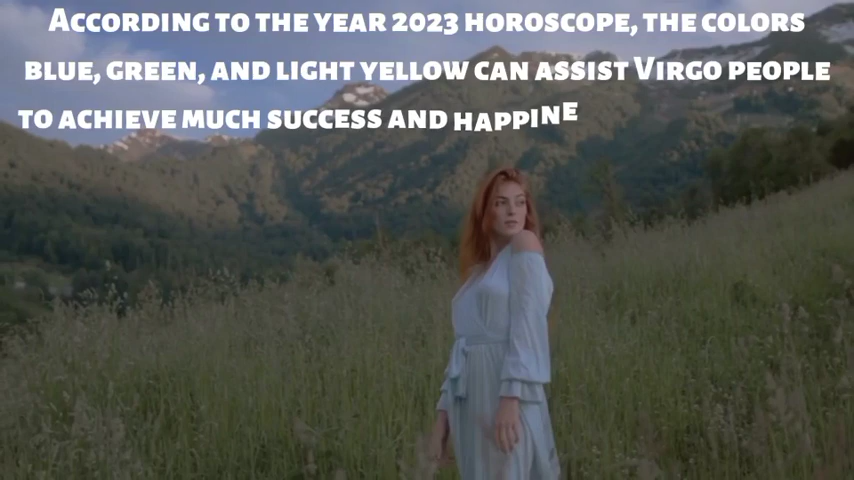 According to the year 2023 horoscope, the colors
blue, green, and light yellow can assist Virgo people
to achieve much success and happine